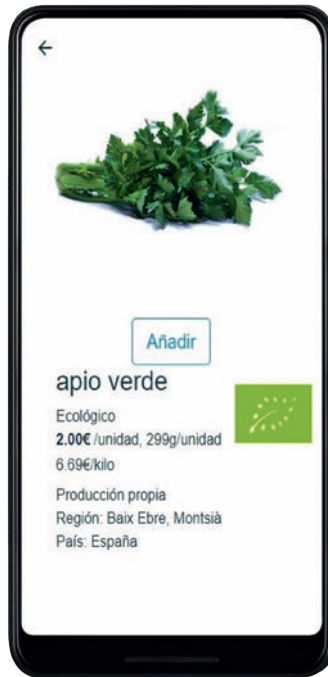 Añadir
apio verde
Ecológico
2.00€ /unidad, 299g/unidad
6.69€/kilo
Producción propia
Región: Baix Ebre, Montsià
País: España